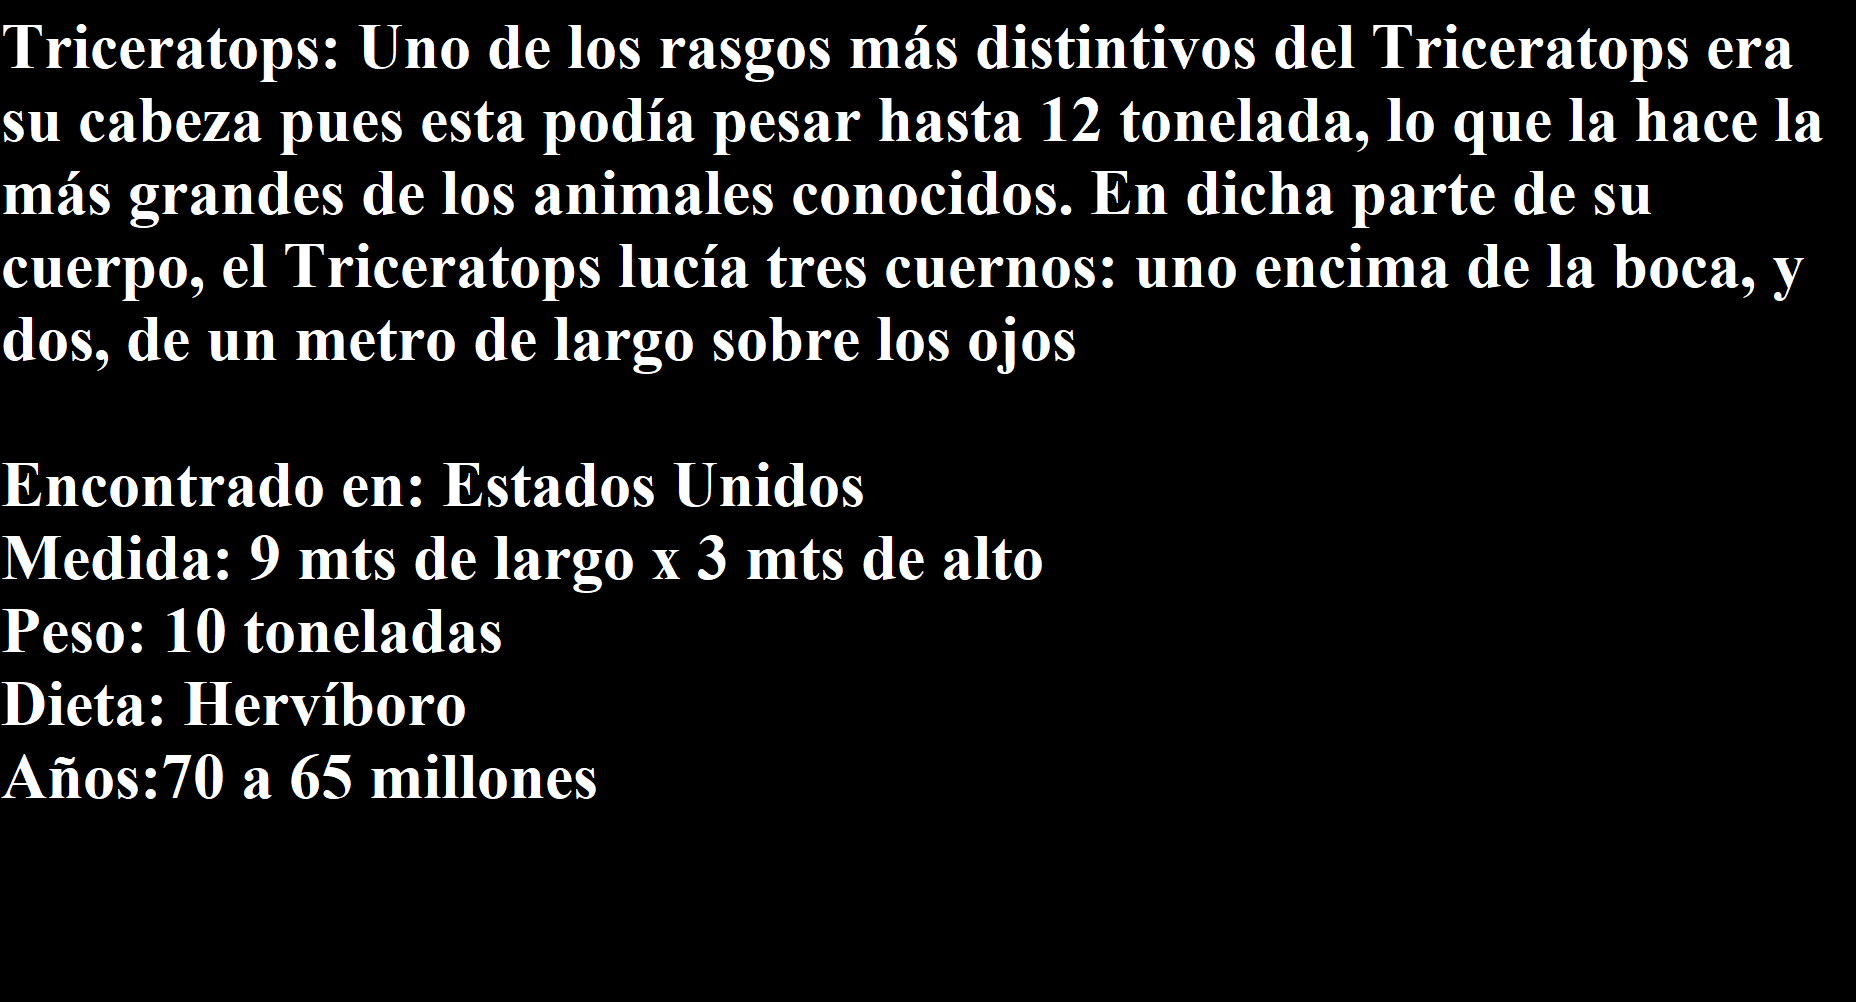 Triceratops: Uno de los rasgos más distintivos del Triceratops era
su cabeza pues esta podía pesar hasta 12 tonelada, lo que la hace la
más grandes de los animales conocidos. En dicha parte de su
cuerpo, el Triceratops lucía tres cuernos: uno encima de la boca, y
dos, de un metro de largo sobre los ojos
Encontrado en: Estados Unidos
Medida: 9 mts de largo x 3 mts de alto
Peso: 10 toneladas
Dieta: Hervíboro
Años:70 a 65 millones